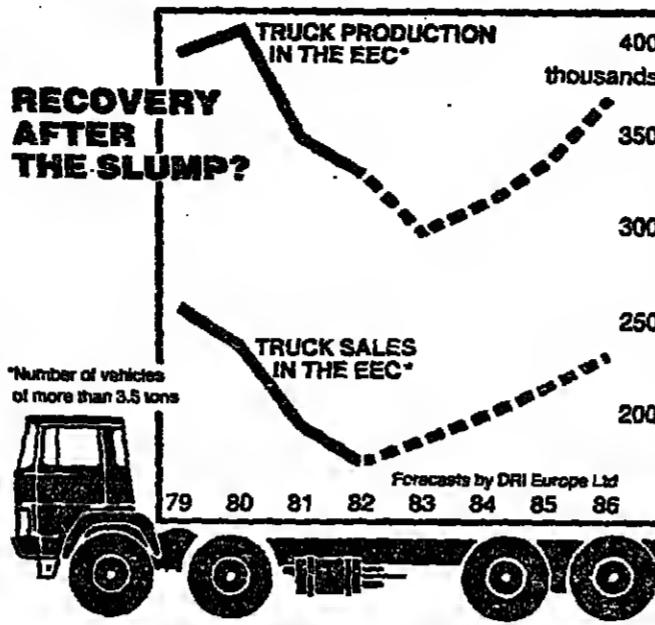 TRUCK PRODUCTION
IN THE EEC*
400
thousands
RECOVERY
AFTER
THE SLUMP?
350
300
250
TRUCK SALES
IN THE EEC*
*Number of vehicles
of more than 3.5 tons
200
Forecasts by DRI Europe Ltd
79 80 81 82 83 84 85 86